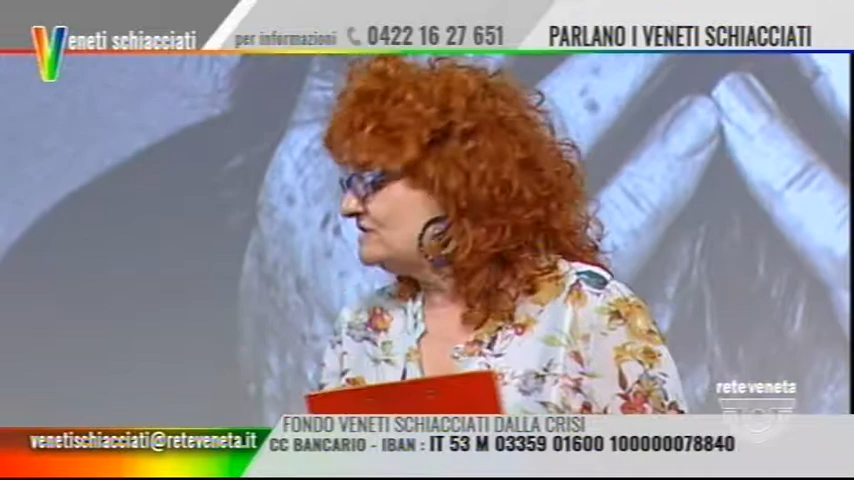 Veneti schiacciati
per informazioni 0422 16 27 651
PARLANO I VENETI SCHIACCIATI
reteveneta
venetischiacciati@reteveneta.it
FONDO VENETI SCHIACCIATI DALLA CRISI
CC BANCARIO - IBAN : IT 53 M 03359 01600 100000078840